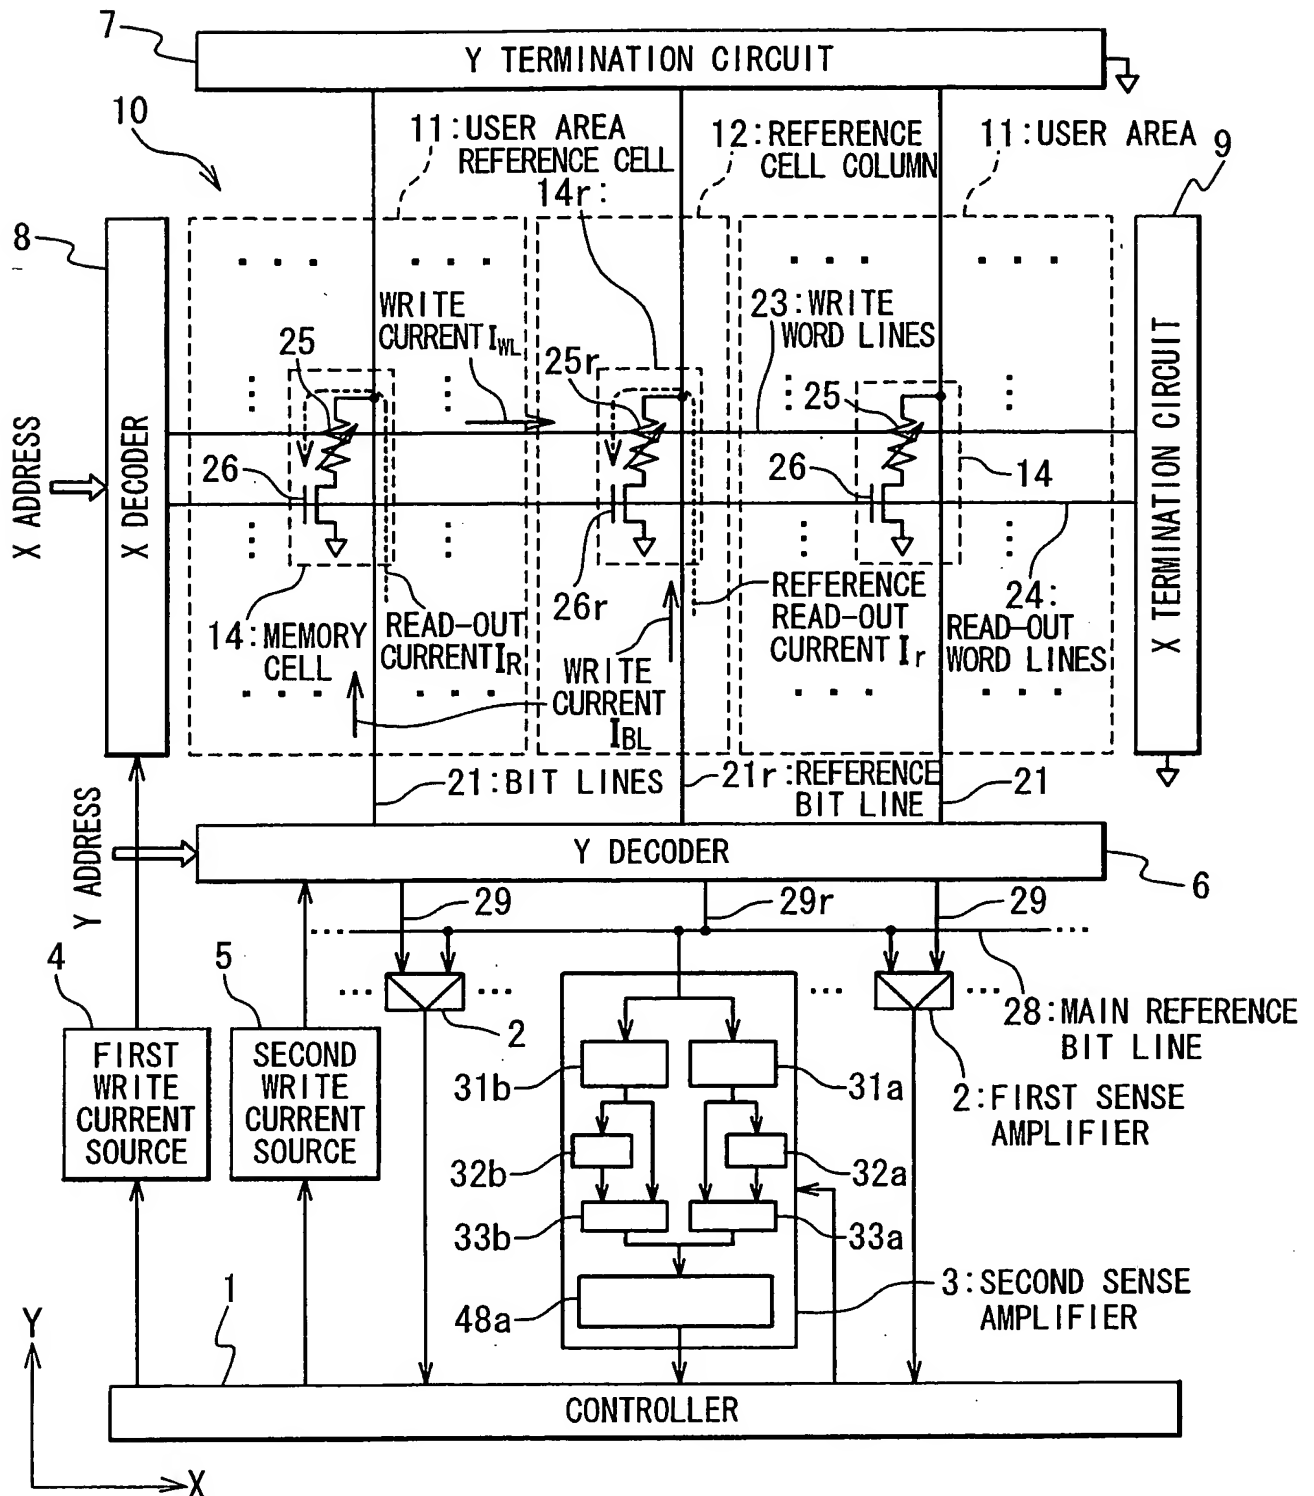 7
Y TERMINATION CIRCUIT
10
11:USER AREA
REFERENCE CELL
14r:
12:REFERENCE
CELL COLUMN
11:USER AREA
9
8
X ADDRESS
X DECODER
WRITE
CURRENT IWL
23:WRITE
WORD LINES
X TERMINATION CIRCUIT
25
25r
25
26
26r
26
14
14:MEMORY
CELL
READ-OUT
CURRENT IR
WRITE
CURRENT
IBL
REFERENCE
READ-OUT
CURRENT Ir
24:
READ-OUT
WORD LINES
21:BIT LINES
21r:REFERENCE
BIT LINE
21
Y ADDRESS
Y DECODER
6
29
29r
29
4
5
2
28:MAIN REFERENCE
BIT LINE
FIRST
WRITE
CURRENT
SOURCE
SECOND
WRITE
CURRENT
SOURCE
31b
31a
2:FIRST SENSE
AMPLIFIER
32b
32a
33b
33a
48a
3:SECOND SENSE
AMPLIFIER
1
CONTROLLER
Y
X